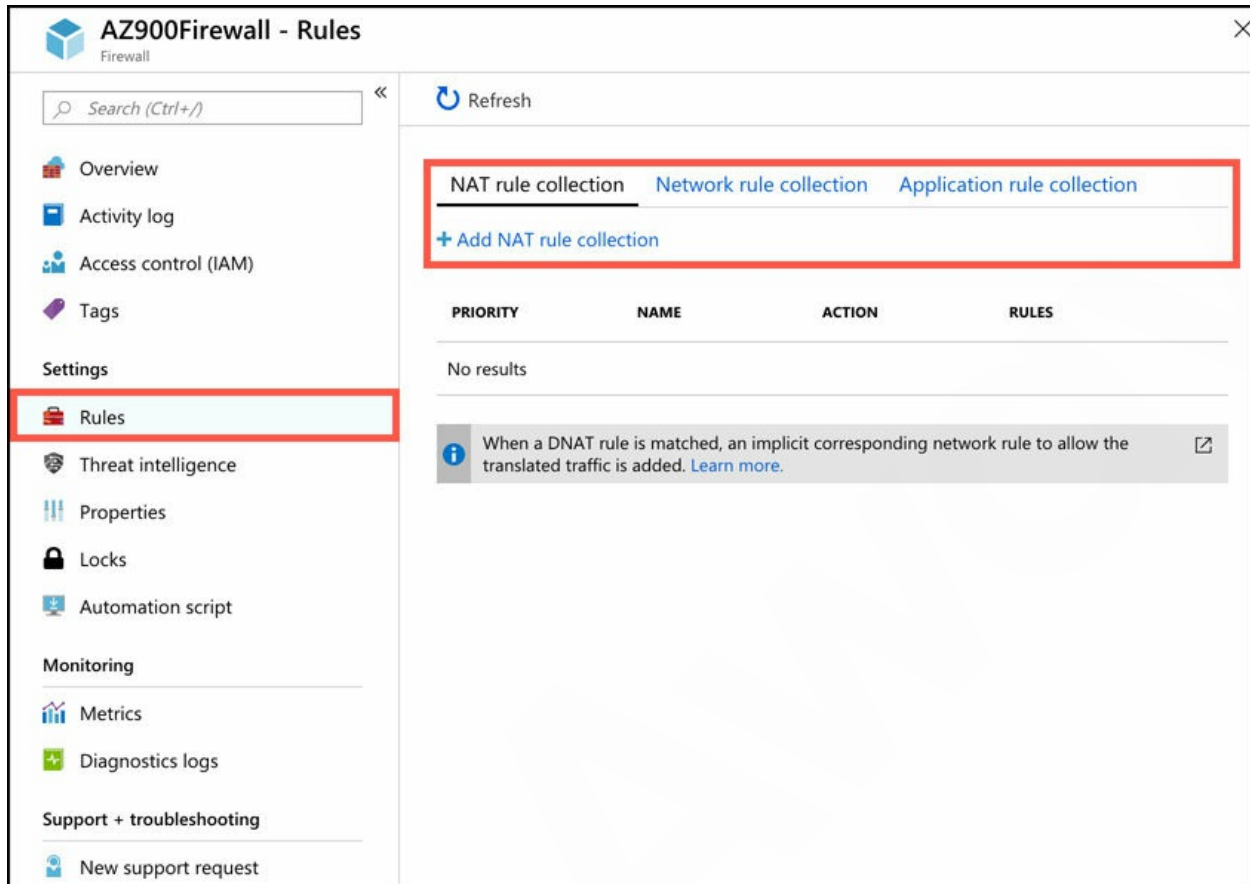 AZ900Firewall - Rules
Firewall
Search (Ctrl+/)
Overview
Activity log
Access control (IAM)
Tags
Settings
Rules
Threat intelligence
Properties
Locks
Automation script
Monitoring
Metrics
Diagnostics logs
Support + troubleshooting
New support request
Refresh
NAT rule collection Network rule collection Application rule collection
+ Add NAT rule collection
PRIORITY NAME ACTION RULES
No results
When a DNAT rule is matched, an implicit corresponding network rule to allow the
translated traffic is added. Learn more.